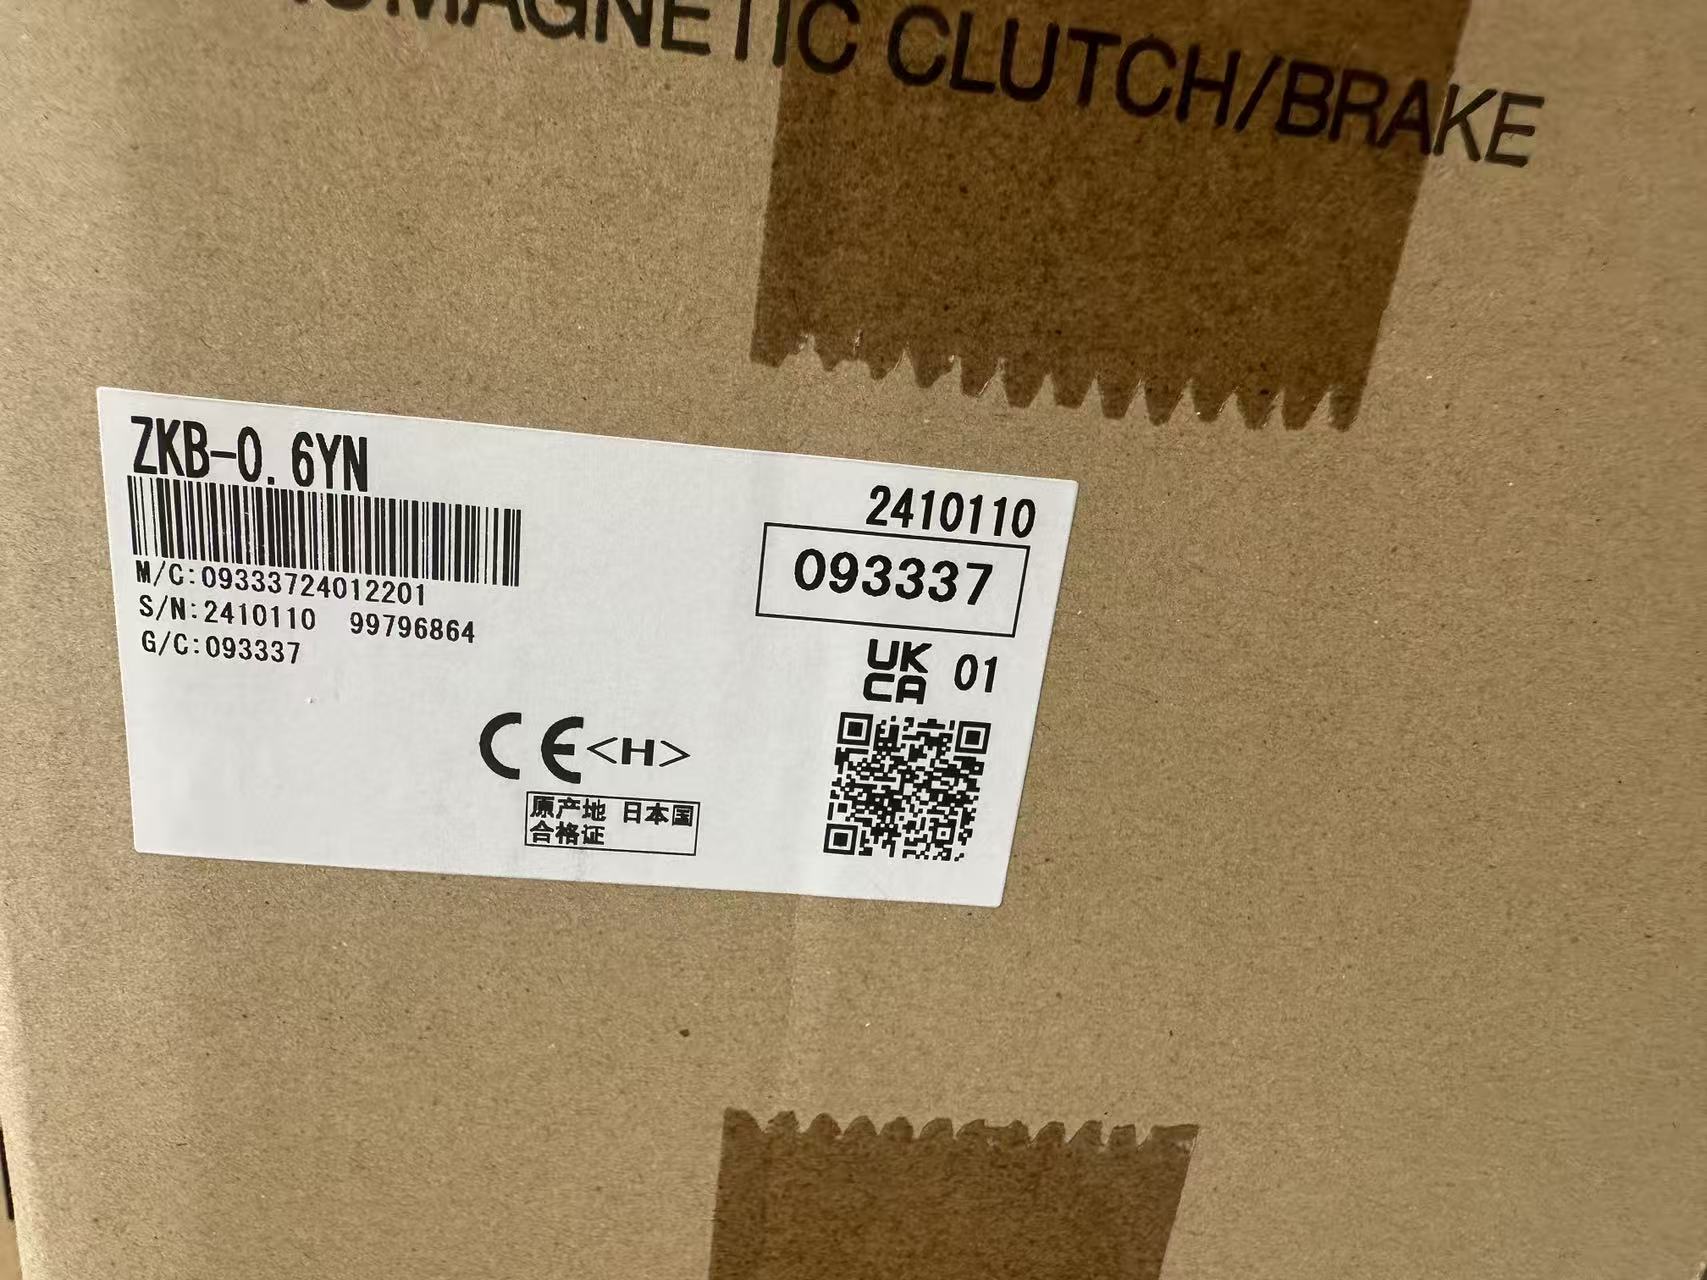 MAGNETIC CLUTCH/BRAKE
ZKB-0.6YN
2410110
093337
M/C:09333724012201
S/N:2410110 99796864
G/C:093337
UK
CA 01
CE<H>
原产地 日本国
合格证